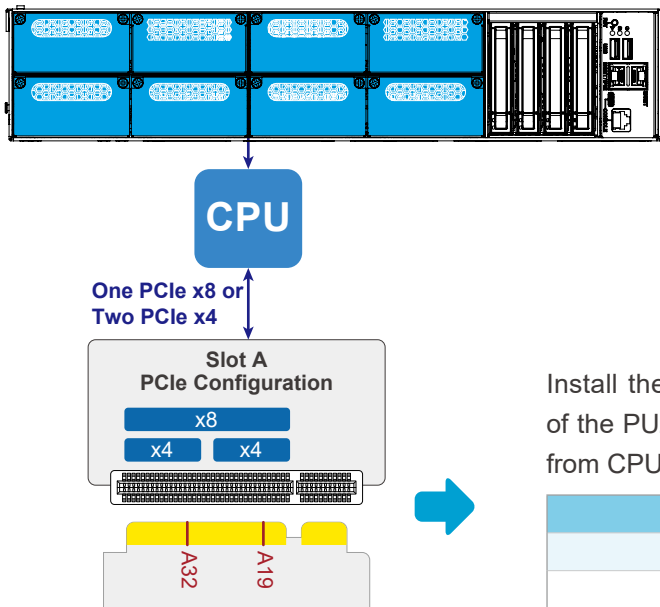 CPU
One PCIe x8 or
Two PCIe x4
Slot A
PCIe Configuration
x8
x4 x4
Install the
of the PU
from CPU
A32 A19